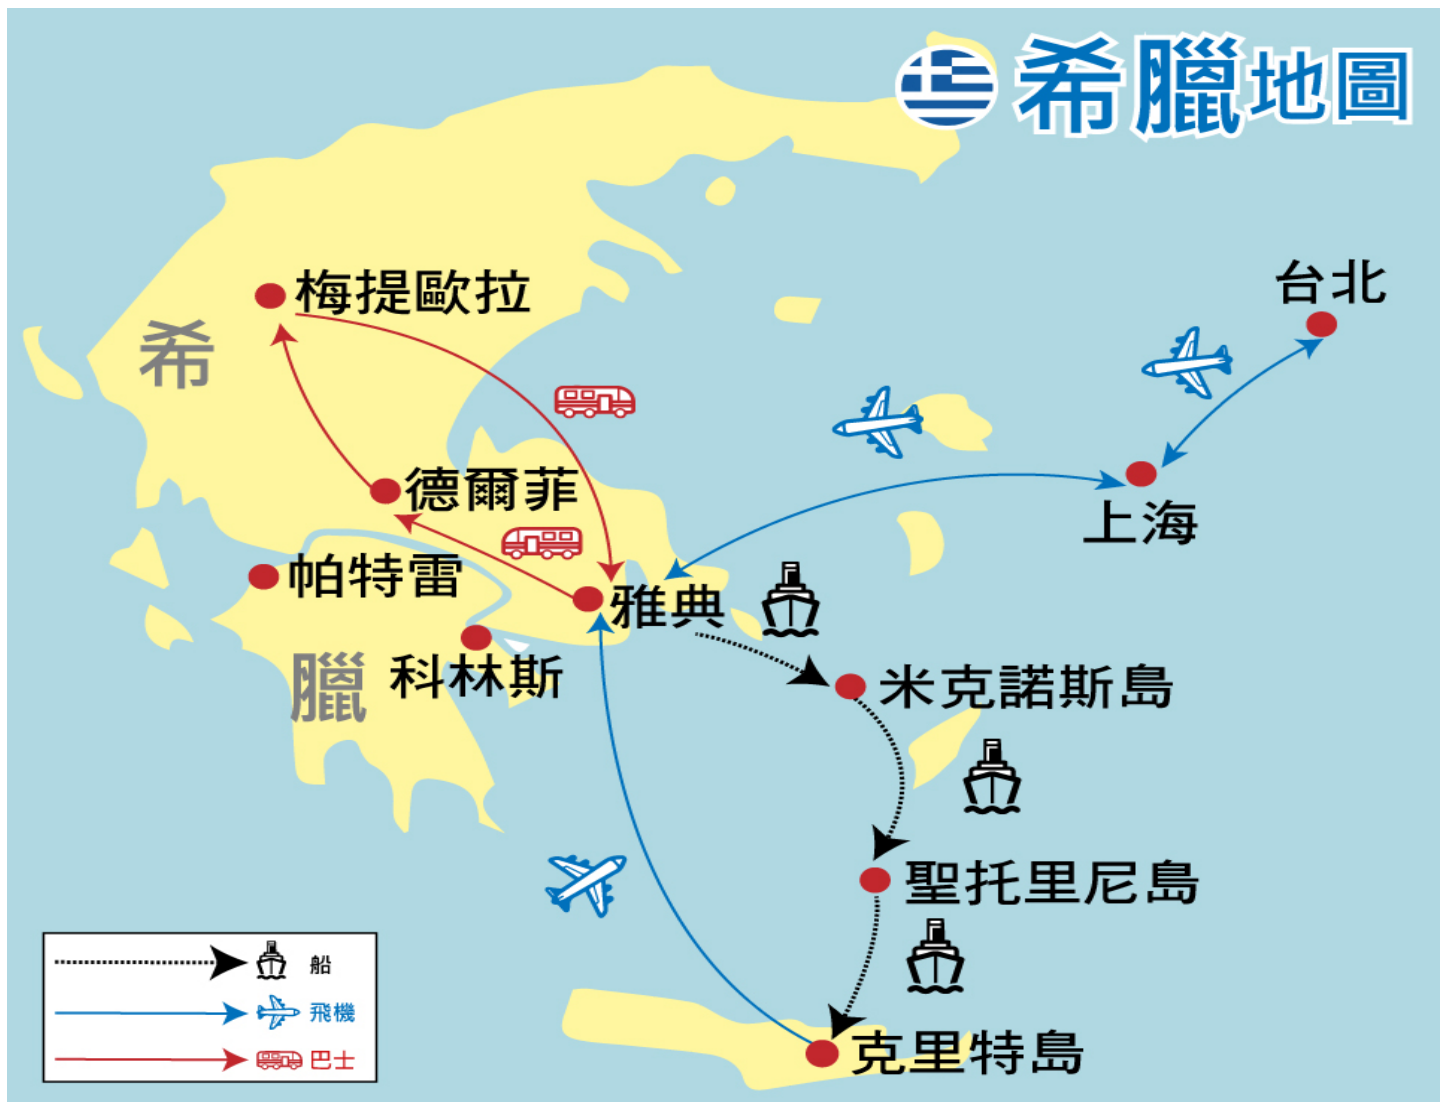 希臘地圖
台北
梅提歐拉
希
德爾菲
上海
帕特雷
雅典
科林斯
臘
米克諾斯島
聖托里尼島
克里特島
船
飛機
巴士